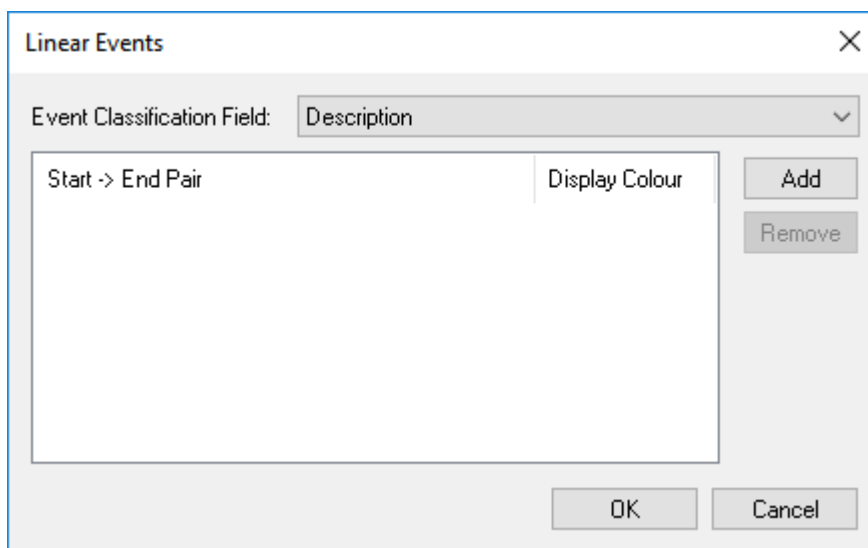 Linear Events
Event Classification Field: Description
Start -> End Pair Display Colour Add
Remove
OK Cancel